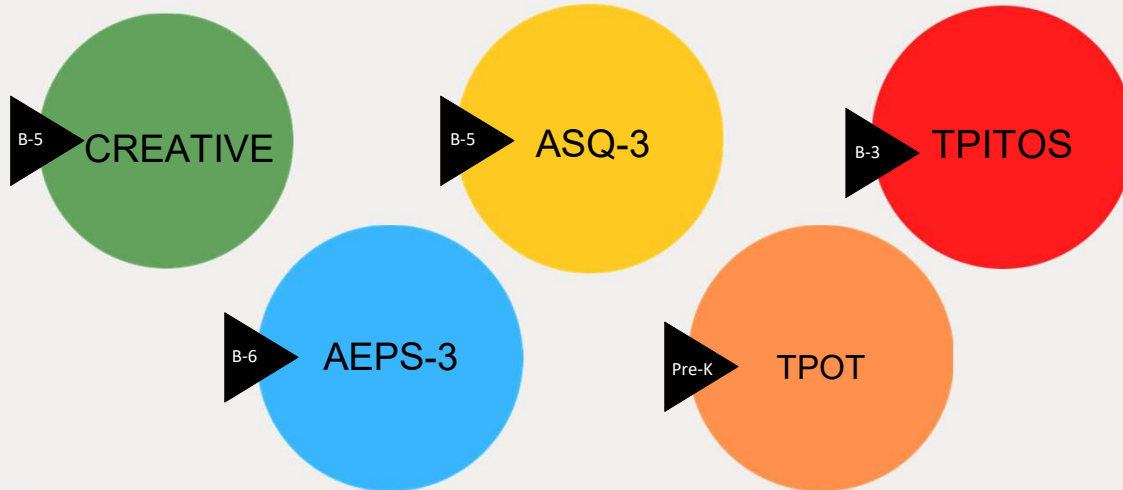 B-5
CREATIVE
B-5
ASQ-3
B-3
TPITOS
B-6
AEPS-3
Pre-K
TPOT